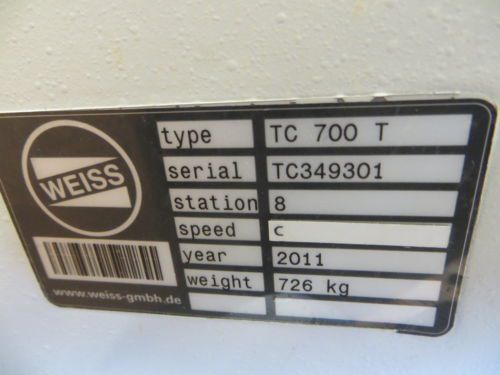 WEISS
www.weiss-gmbh.de
type TC 700 T
serial TC349301
station 8
speed c
year 2011
weight 726 kg